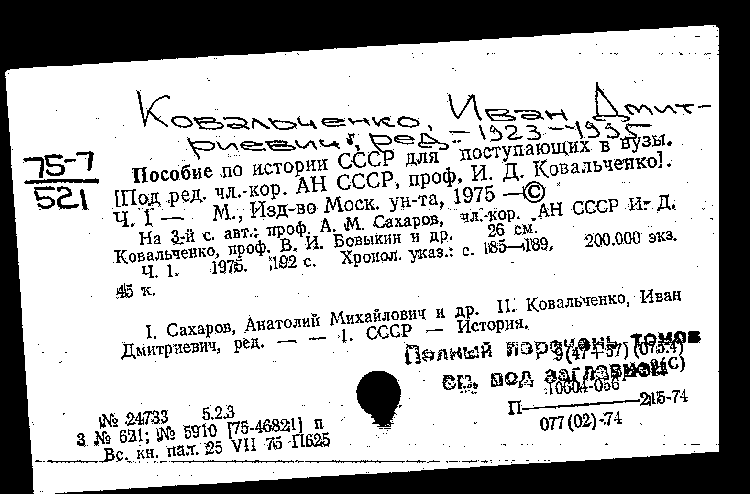 Ковальченко, Иван Дмит-
риевич, ред. - 1923-1995
75-7
521
Пособие по истории СССР для поступающих в вузы.
[Под ред. чл.-кор. АН СССР, проф. И. Д. Ковальченко].
Ч. 1 — М., Изд-во Моск. ун-та, 1975 — ©
На 3-й с. авт.: проф. А. М. Сахаров, чл.-кор. АН СССР И. Д.
Ковальченко, проф. В. И. Бовыкин и др. 26 см.
Ч. 1. 1975. 192 с. Хронол. указ.: с. 185—189. 200.000 экз.
45 к.
I. Сахаров, Анатолий Михайлович и др. II. Ковальченко, Иван
Дмитриевич, ред. — — 1. СССР — История.
Полный перечень томов
9(47+57)(075.4)
см. под заглавием
10604-056
П— —215-74
077(02)-74
№ 24733 5.2.3
З № 621; № 5910 [75-46821] п
Вс. кн. пал. 25 VII 75 П625